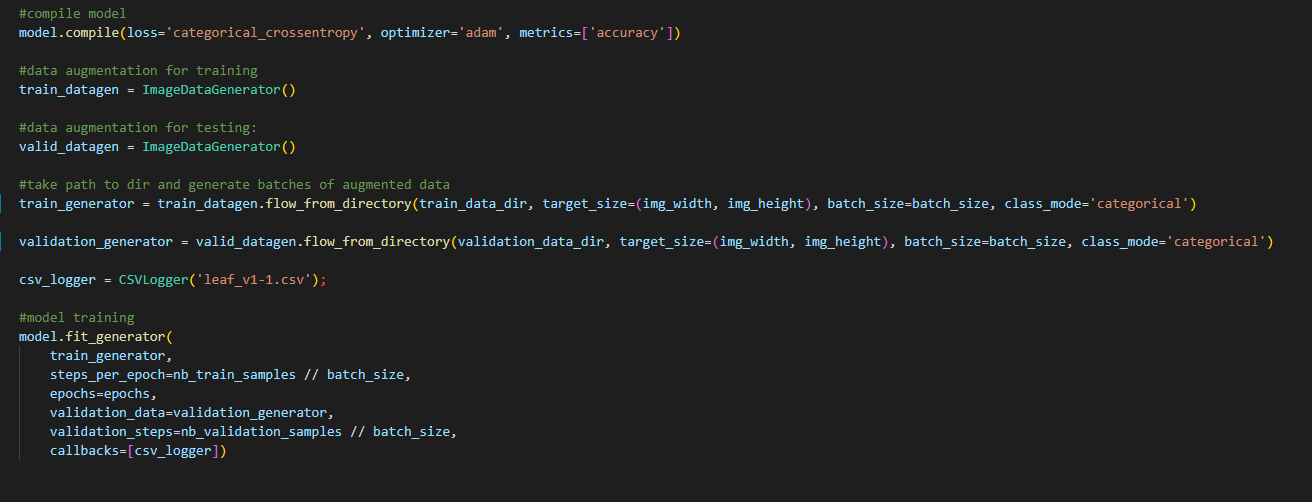 #compile model
model.compile(loss='categorical_crossentropy', optimizer='adam', metrics=['accuracy'])
#data augmentation for training
train_datagen = ImageDataGenerator()
#data augmentation for testing:
valid_datagen = ImageDataGenerator()
#take path to dir and generate batches of augmented data
train_generator = train_datagen.flow_from_directory(train_data_dir, target_size=(img_width, img_height), batch_size=batch_size, class_mode='categorical')
validation_generator = valid_datagen.flow_from_directory(validation_data_dir, target_size=(img_width, img_height), batch_size=batch_size, class_mode='categorical')
csv_logger = CSVLogger('leaf_v1-1.csv');
#model training
model.fit_generator(
    train_generator,
    steps_per_epoch=nb_train_samples // batch_size,
    epochs=epochs,
    validation_data=validation_generator,
    validation_steps=nb_validation_samples // batch_size,
    callbacks=[csv_logger])